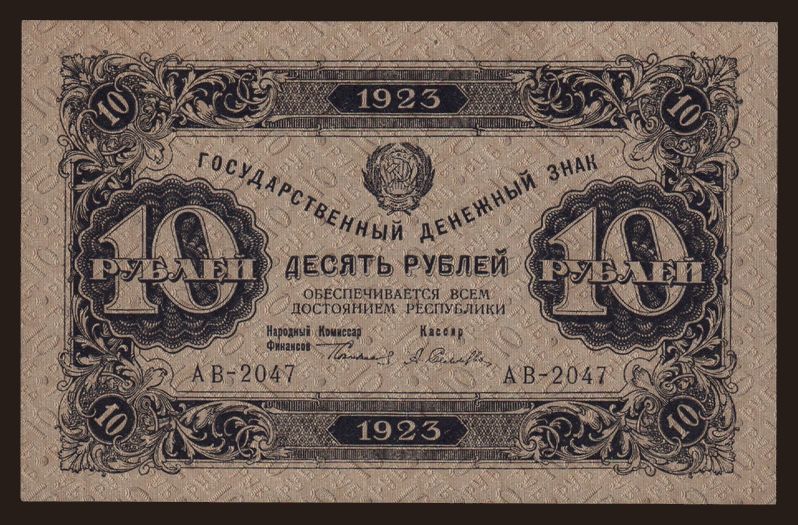 1923
10
10
ГОСУДАРСТВЕННЫЙ ДЕНЕЖНЫЙ ЗНАК
10
РУБЛЕЙ
10
РУБЛЕЙ
ДЕСЯТЬ РУБЛЕЙ
ОБЕСПЕЧИВАЕТСЯ ВСЕМ
ДОСТОЯНИЕМ РЕСПУБЛИКИ
Народный Комиссар
Финансов
Кассир
АВ-2047
АВ-2047
10
10
1923